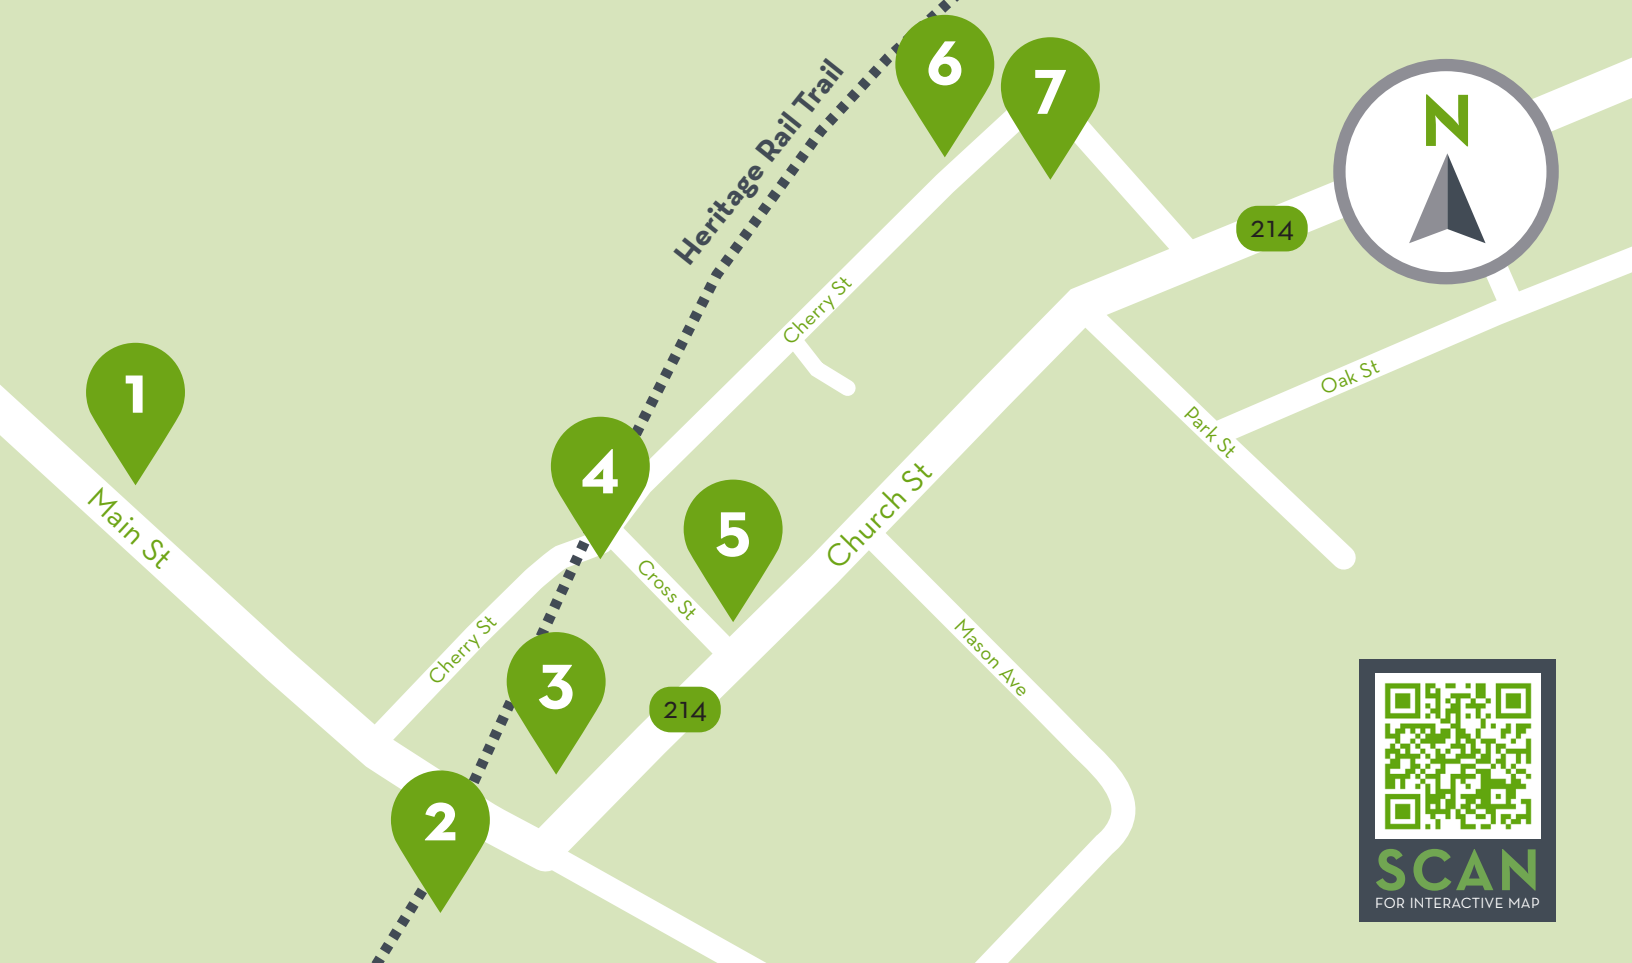 6
7
Heritage Rail Trail
N
214
Cherry St
1
Oak St
Park St
4
Main St
5
Church St
Cross St
Cherry St
Mason Ave
3
214
2
SCAN
FOR INTERACTIVE MAP